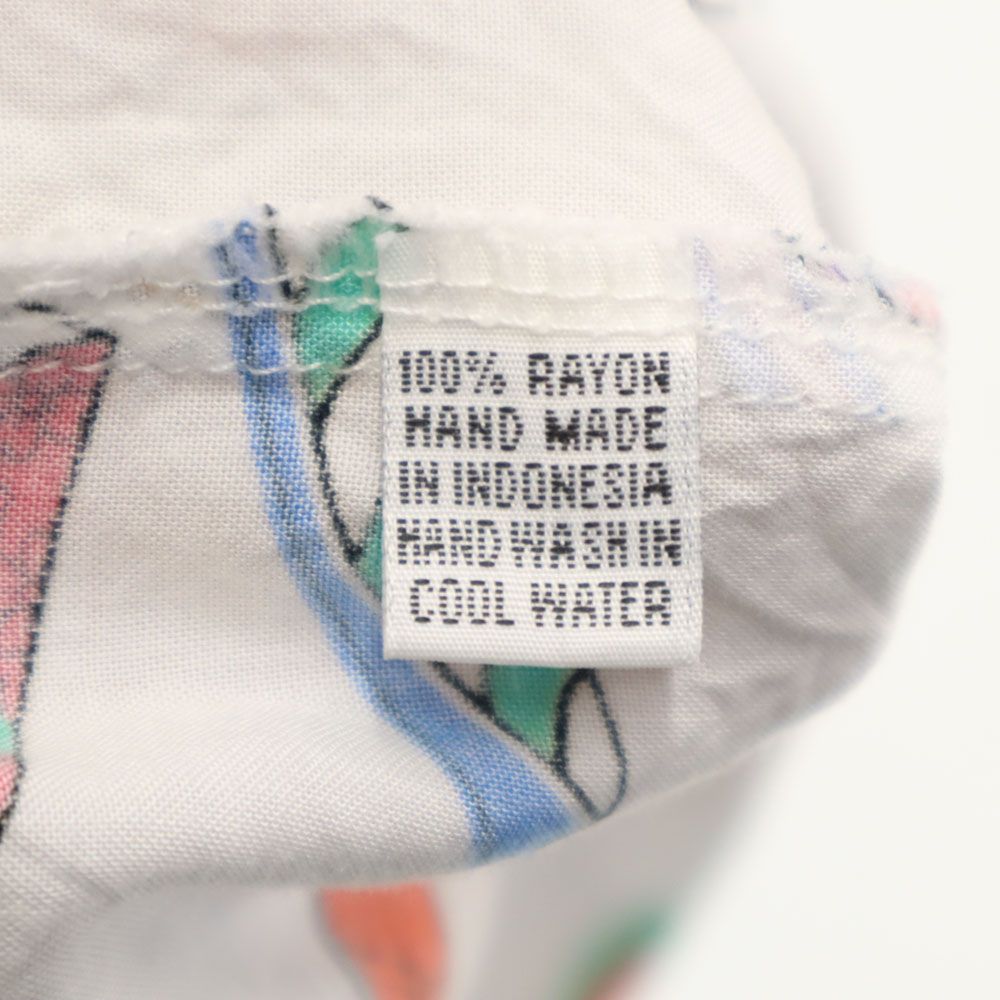 100% RAYON
HAND MADE
IN INDONESIA
HAND WASH IN
COOL WATER